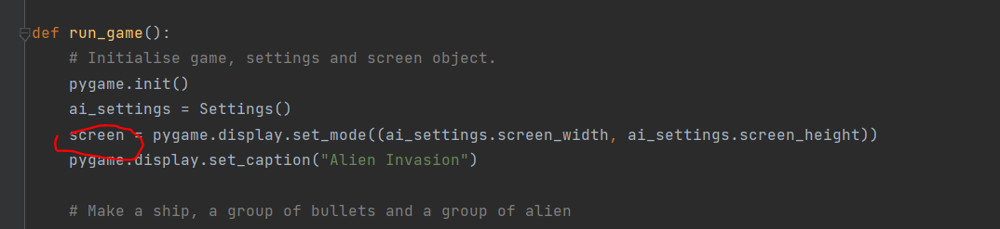 def run_game():
# Initialise game, settings and screen object.
pygame.init()
ai_settings = Settings()
screen = pygame.display.set_mode((ai_settings.screen_width, ai_settings.screen_height))
pygame.display.set_caption("Alien Invasion")
# Make a ship, a group of bullets and a group of alien